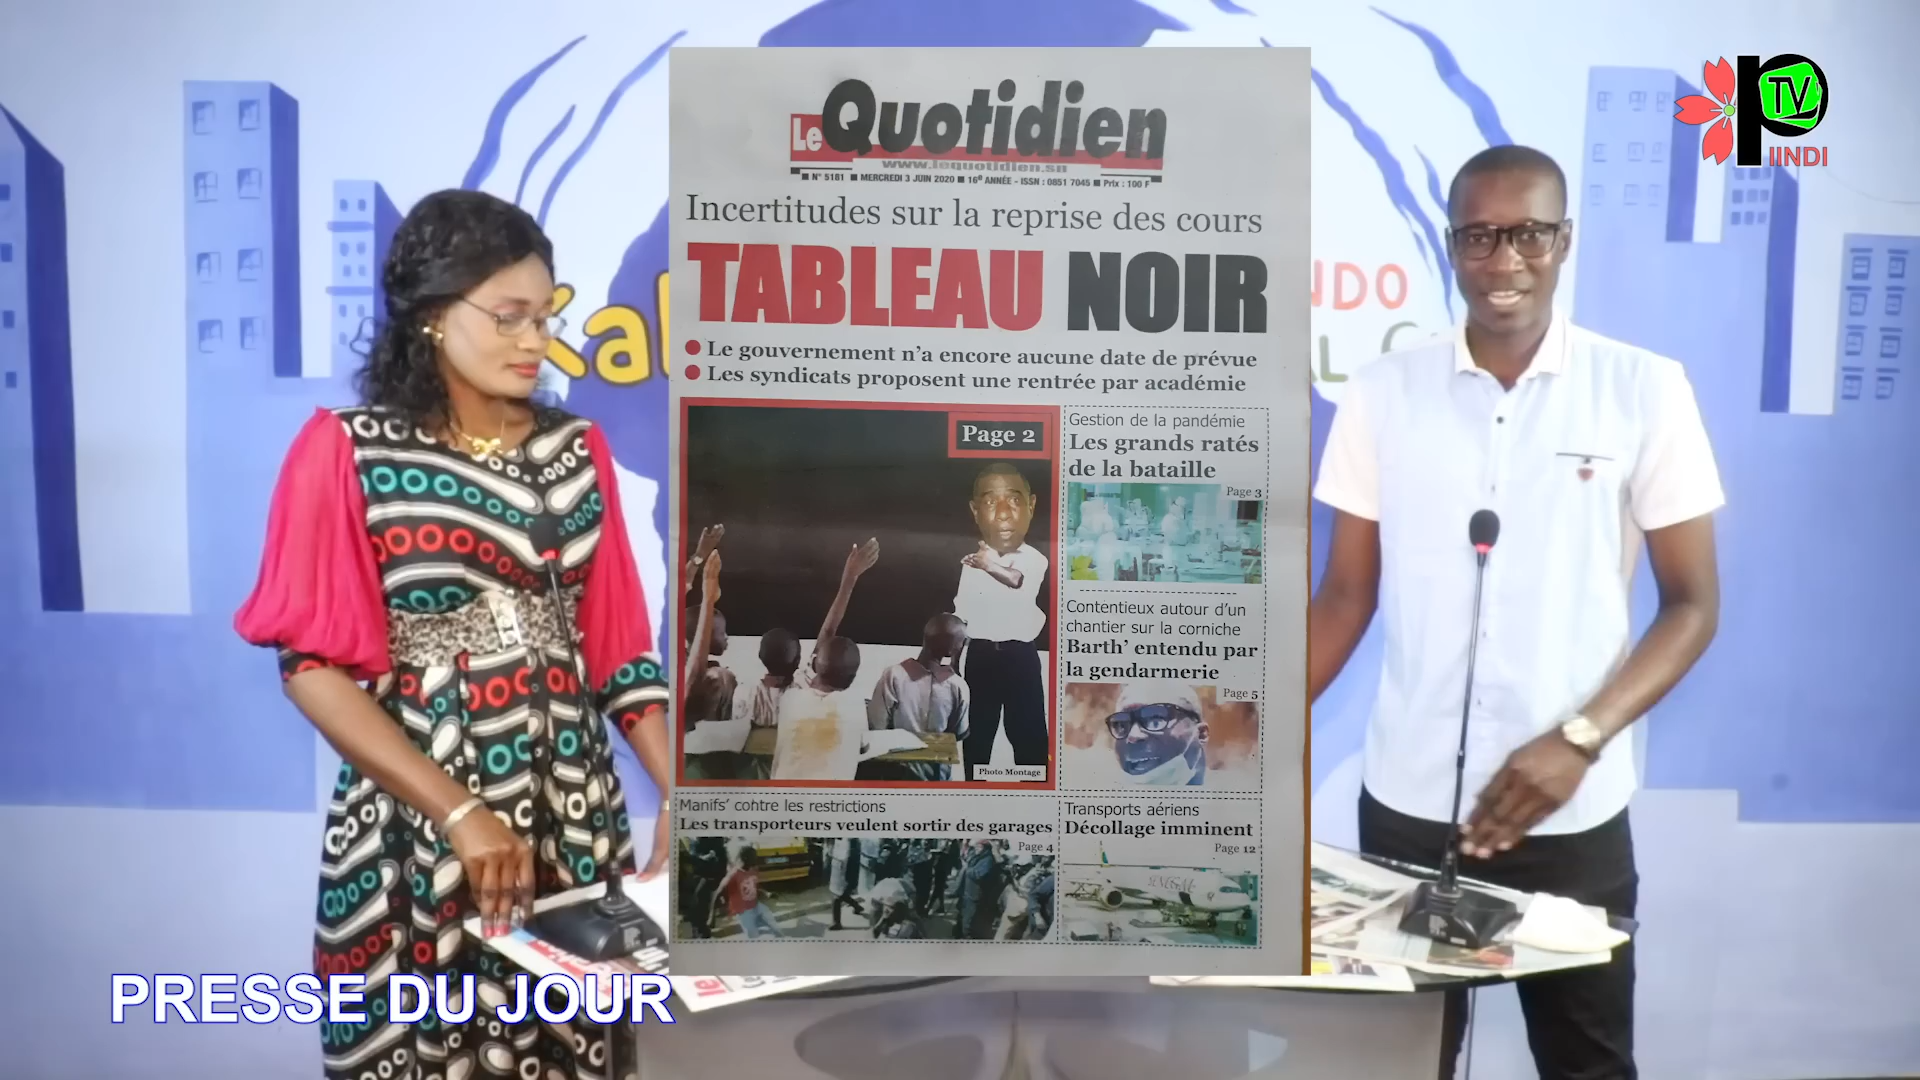 TV
P
IINDI
Le Quotidien
www.lequotidien.sn
N° 5181 ■ MERCREDI 3 JUIN 2020 ■ 16e ANNÉE - ISSN : 0851 7045 ■ Prix : 100 F
Incertitudes sur la reprise des cours
TABLEAU NOIR
Le gouvernement n'a encore aucune date de prévue
Les syndicats proposent une rentrée par académie
Page 2
Photo Montage
Gestion de la pandémie
Les grands ratés
de la bataille
Page 3
Contentieux autour d'un
chantier sur la corniche
Barth' entendu par
la gendarmerie
Page 5
Manifs' contre les restrictions
Les transporteurs veulent sortir des garages
Page 4
Transports aériens
Décollage imminent
Page 12
PRESSE DU JOUR